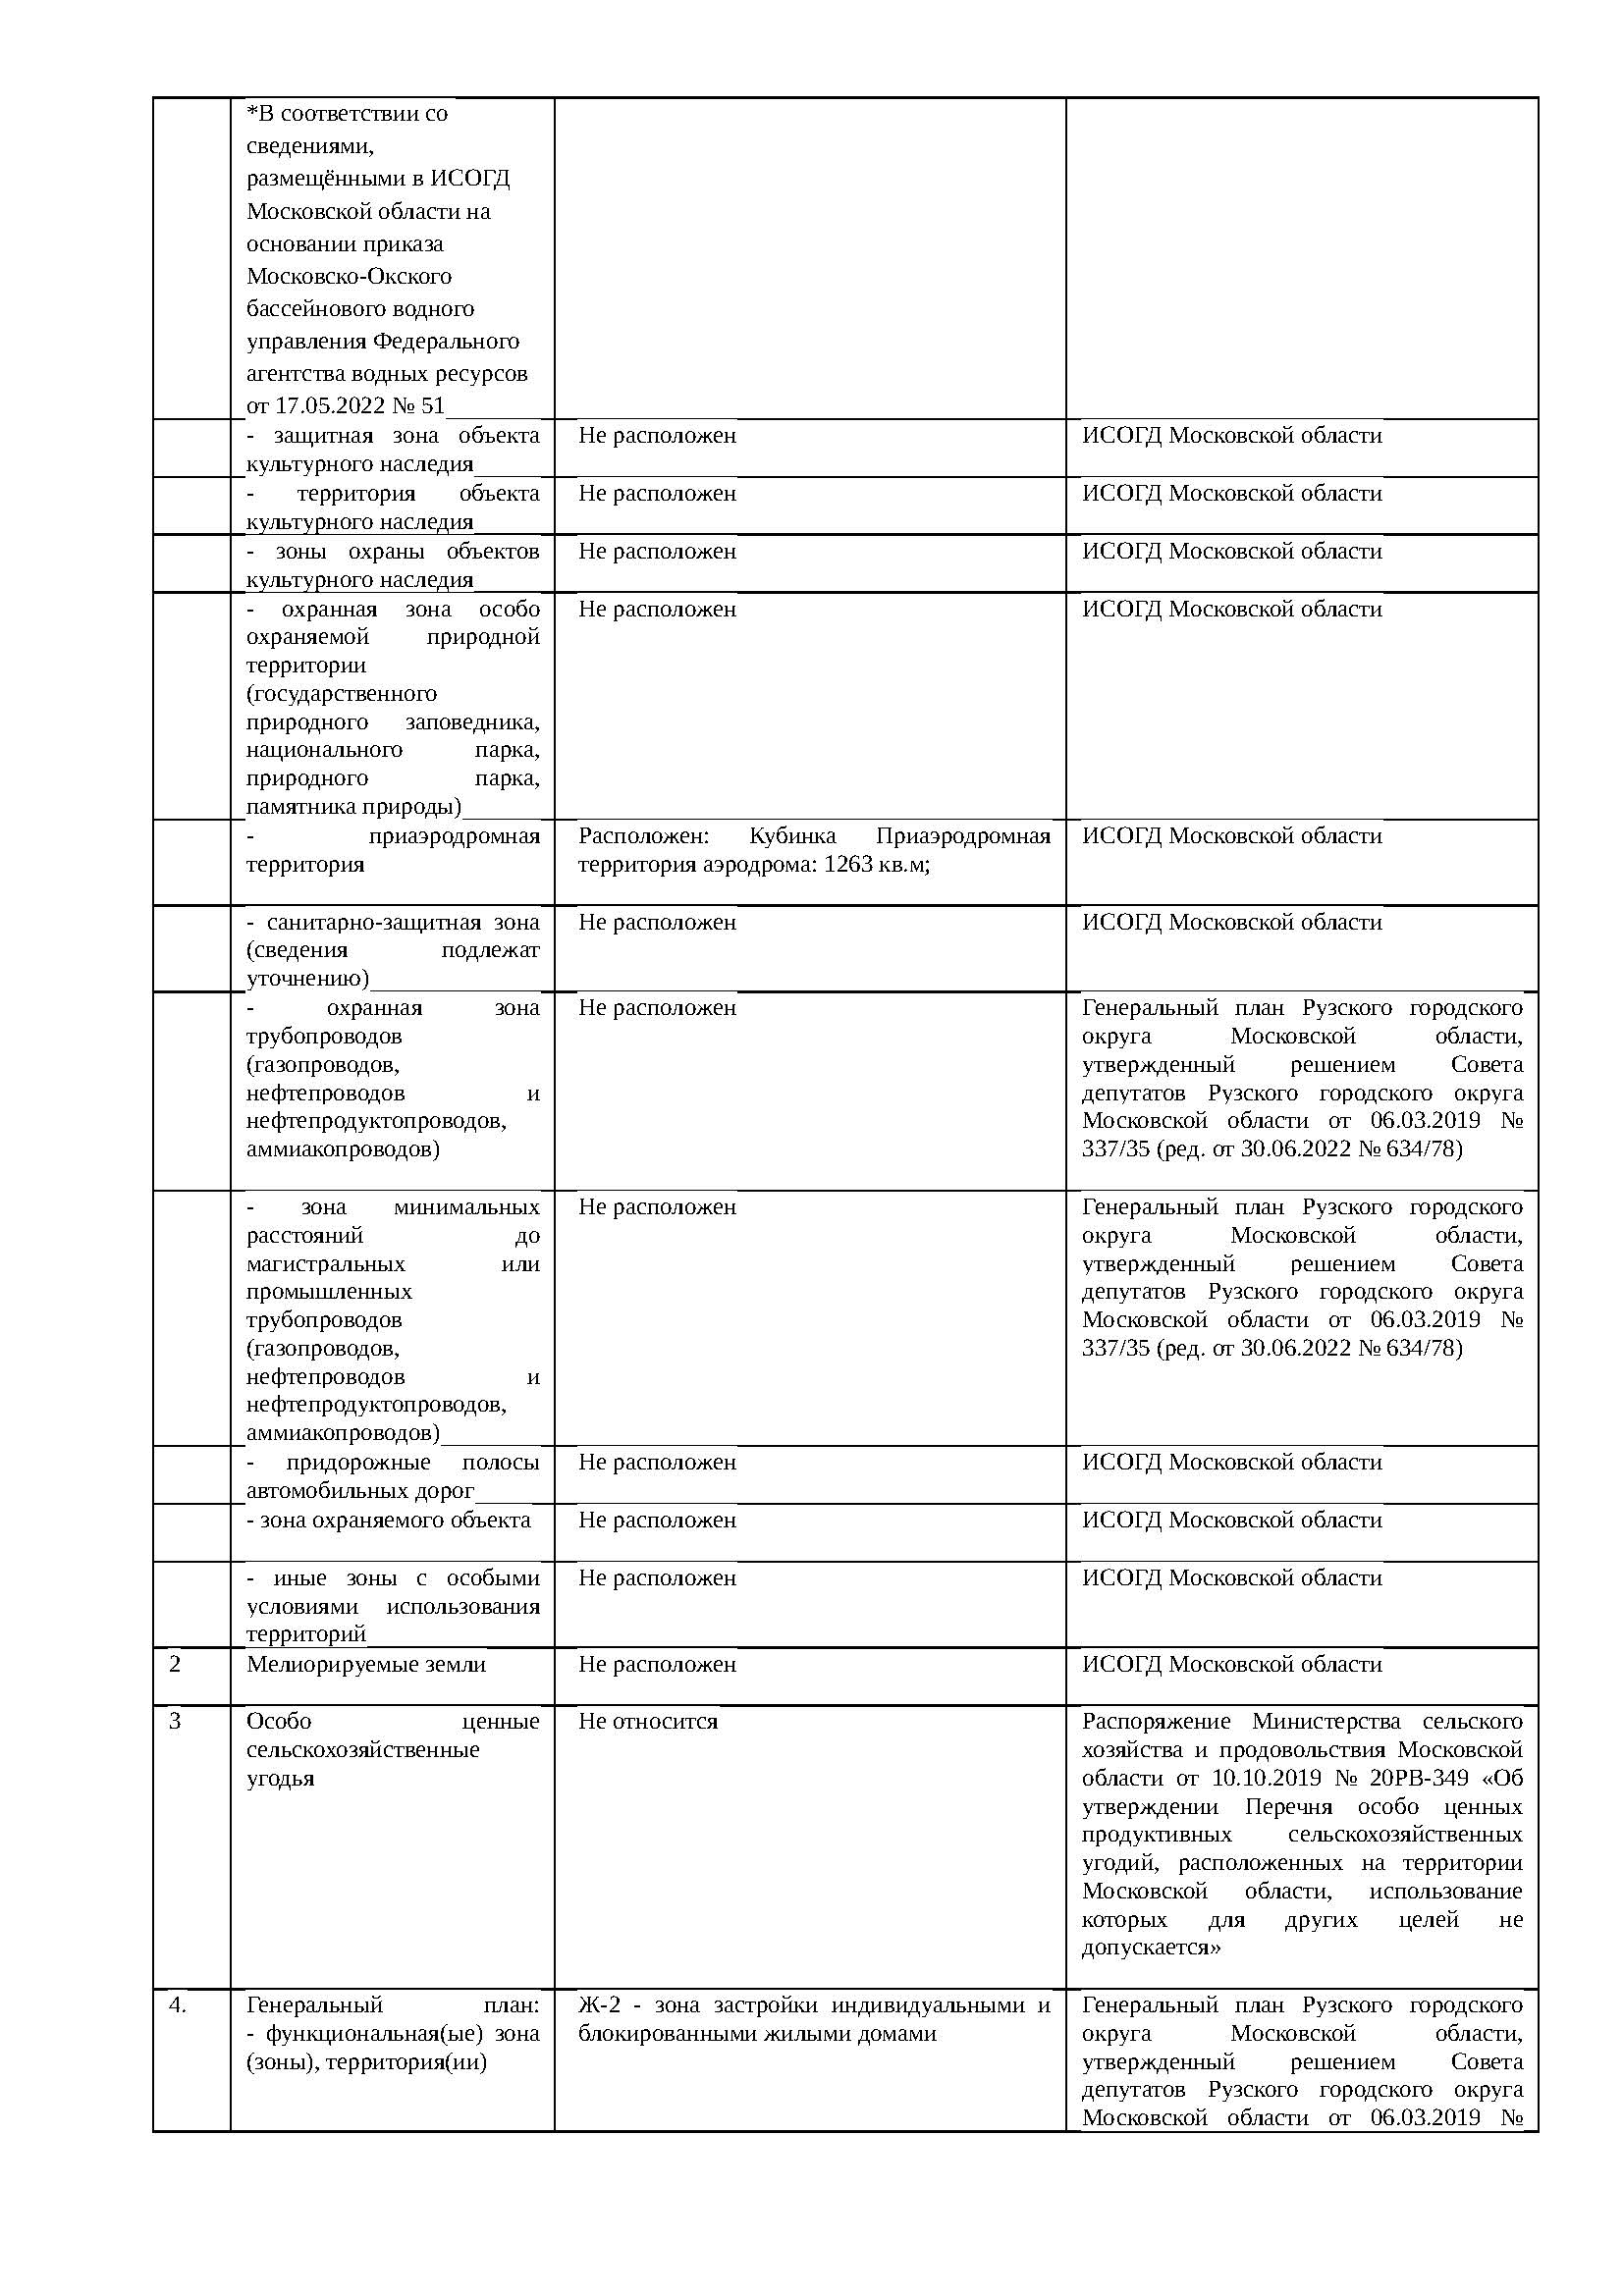 *В соответствии со
сведениями,
размещёнными в ИСОГД
Московской области на
основании приказа
Московско-Окского
бассейнового водного
управления Федерального
агентства водных ресурсов
от 17.05.2022 № 51
- защитная зона объекта
культурного наследия
Не расположен
ИСОГД Московской области
- территория объекта
культурного наследия
Не расположен
ИСОГД Московской области
- зоны охраны объектов
культурного наследия
Не расположен
ИСОГД Московской области
- охранная зона особо
охраняемой природной
территории
(государственного
природного заповедника,
национального парка,
природного парка,
памятника природы)
Не расположен
ИСОГД Московской области
- приаэродромная
территория
Расположен: Кубинка Приаэродромная
территория аэродрома: 1263 кв.м;
ИСОГД Московской области
- санитарно-защитная зона
(сведения подлежат
уточнению)
Не расположен
ИСОГД Московской области
- охранная зона
трубопроводов
(газопроводов,
нефтепроводов и
нефтепродуктопроводов,
аммиакопроводов)
Не расположен
Генеральный план Рузского городского
округа Московской области,
утвержденный решением Совета
депутатов Рузского городского округа
Московской области от 06.03.2019 №
337/35 (ред. от 30.06.2022 № 634/78)
- зона минимальных
расстояний до
магистральных или
промышленных
трубопроводов
(газопроводов,
нефтепроводов и
нефтепродуктопроводов,
аммиакопроводов)
Не расположен
Генеральный план Рузского городского
округа Московской области,
утвержденный решением Совета
депутатов Рузского городского округа
Московской области от 06.03.2019 №
337/35 (ред. от 30.06.2022 № 634/78)
- придорожные полосы
автомобильных дорог
Не расположен
ИСОГД Московской области
- зона охраняемого объекта
Не расположен
ИСОГД Московской области
- иные зоны с особыми
условиями использования
территорий
Не расположен
ИСОГД Московской области
2
Мелиорируемые земли
Не расположен
ИСОГД Московской области
3
Особо ценные
сельскохозяйственные
угодья
Не относится
Распоряжение Министерства сельского
хозяйства и продовольствия Московской
области от 10.10.2019 № 20РВ-349 «Об
утверждении Перечня особо ценных
продуктивных сельскохозяйственных
угодий, расположенных на территории
Московской области, использование
которых для других целей не
допускается»
4.
Генеральный план:
- функциональная(ые) зона
(зоны), территория(ии)
Ж-2 - зона застройки индивидуальными и
блокированными жилыми домами
Генеральный план Рузского городского
округа Московской области,
утвержденный решением Совета
депутатов Рузского городского округа
Московской области от 06.03.2019 №